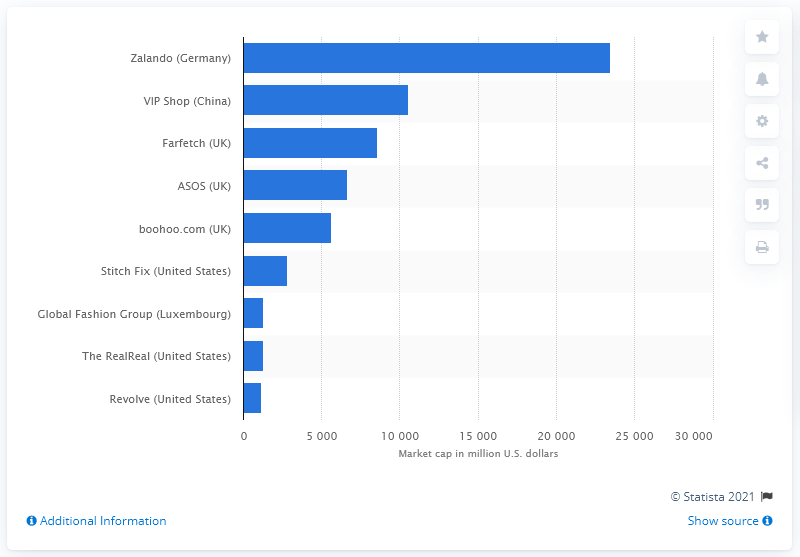 Zalando (Germany)
VIP Shop (China)
Farfetch (UK)
ASOS (UK)
boohoo.com (UK)
Stitch Fix (United States)
Global Fashion Group (Luxembourg)
The RealReal (United States)
Revolve (United States)
0 5 000 10 000 15 000 20 000 25 000 30 000
Market cap in million U.S. dollars
© Statista 2021
Additional Information
Show source